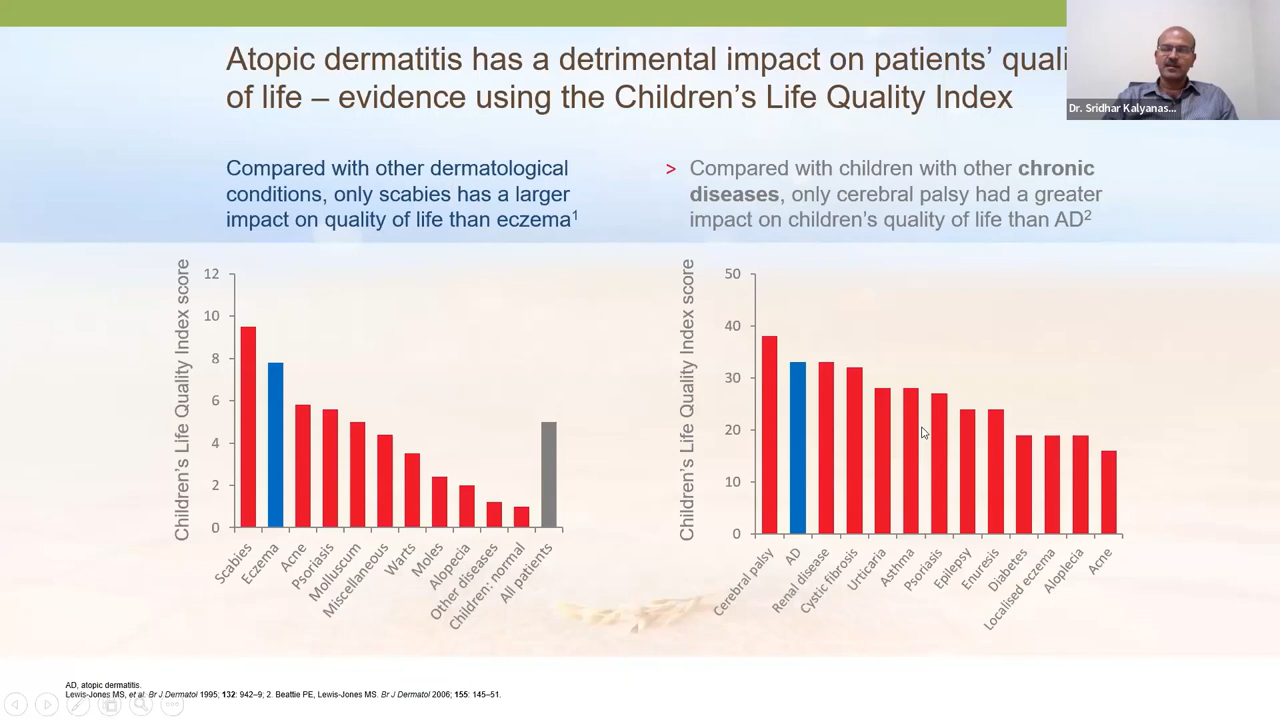 Atopic dermatitis has a detrimental impact on patients' quali
of life – evidence using the Children's Life Quality Index
Dr. Sridhar Kalyanas...
Compared with other dermatological
conditions, only scabies has a larger
impact on quality of life than eczema1
> Compared with children with other chronic
diseases, only cerebral palsy had a greater
impact on children's quality of life than AD2
Children's Life Quality Index score
12
10
8
6
4
2
0
Scabies
Eczema
Acne
Psoriasis
Molluscum
Miscellaneous
Warts
Moles
Alopecia
Other diseases
Children: normal
All patients
Children's Life Quality Index score
50
40
30
20
10
0
Cerebral palsy
AD
Renal disease
Cystic fibrosis
Urticaria
Asthma
Psoriasis
Epilepsy
Enuresis
Diabetes
Localised eczema
Aloplecia
Acne
AD, atopic dermatitis.
Lewis-Jones MS, et al. Br J Dermatol 1995; 132: 942–9; 2. Beattie PE, Lewis-Jones MS. Br J Dermatol 2006; 155: 145–51.